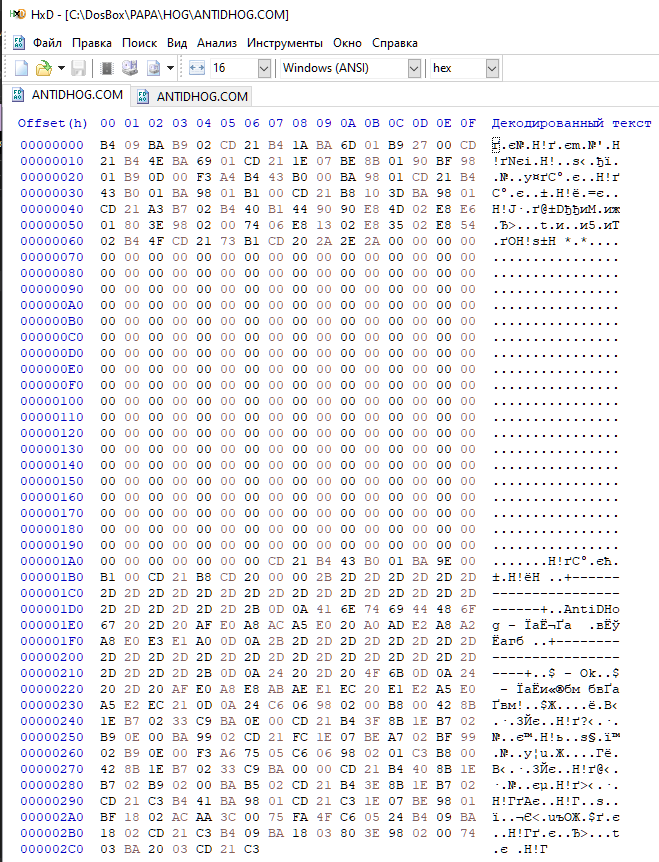 HxD - [C:\DosBox\PAPA\HOG\ANTIDHOG.COM]
Файл Правка Поиск Вид Анализ Инструменты Окно Справка
16 Windows (ANSI) hex
ANTIDHOG.COM ANTIDHOG.COM
Offset(h) 00 01 02 03 04 05 06 07 08 09 0A 0B 0C 0D 0E 0F Декодированный текст
00000000 B4 09 BA B9 02 CD 21 B4 1A BA 6D 01 B9 27 00 CD ґ.є№.Н!ґ.єm.№'.Н
00000010 21 B4 4E BA 69 01 CD 21 1E 07 BE 8B 01 90 BF 98 !ґNєi.Н!..ѕ‹.ђї.
00000020 01 B9 0D 00 F3 A4 B4 43 B0 00 BA 98 01 CD 21 B4 .№..у¤ґC°.є..Н!ґ
00000030 43 B0 01 BA 98 01 B1 00 CD 21 B8 10 3D BA 98 01 C°.є..±.Н!ё.=є..
00000040 CD 21 A3 B7 02 B4 40 B1 44 90 90 E8 4D 02 E8 E6 Н!Ј·.ґ@±DђђиM.иж
00000050 01 80 3E 98 02 00 74 06 E8 13 02 E8 35 02 E8 54 .Ђ>...t.и..и5.иT
00000060 02 B4 4F CD 21 73 B1 CD 20 2A 2E 2A 00 00 00 00 .ґOН!s±Н *.*....
00000070 00 00 00 00 00 00 00 00 00 00 00 00 00 00 00 00 ................
00000080 00 00 00 00 00 00 00 00 00 00 00 00 00 00 00 00 ................
00000090 00 00 00 00 00 00 00 00 00 00 00 00 00 00 00 00 ................
000000A0 00 00 00 00 00 00 00 00 00 00 00 00 00 00 00 00 ................
000000B0 00 00 00 00 00 00 00 00 00 00 00 00 00 00 00 00 ................
000000C0 00 00 00 00 00 00 00 00 00 00 00 00 00 00 00 00 ................
000000D0 00 00 00 00 00 00 00 00 00 00 00 00 00 00 00 00 ................
000000E0 00 00 00 00 00 00 00 00 00 00 00 00 00 00 00 00 ................
000000F0 00 00 00 00 00 00 00 00 00 00 00 00 00 00 00 00 ................
00000100 00 00 00 00 00 00 00 00 00 00 00 00 00 00 00 00 ................
00000110 00 00 00 00 00 00 00 00 00 00 00 00 00 00 00 00 ................
00000120 00 00 00 00 00 00 00 00 00 00 00 00 00 00 00 00 ................
00000130 00 00 00 00 00 00 00 00 00 00 00 00 00 00 00 00 ................
00000140 00 00 00 00 00 00 00 00 00 00 00 00 00 00 00 00 ................
00000150 00 00 00 00 00 00 00 00 00 00 00 00 00 00 00 00 ................
00000160 00 00 00 00 00 00 00 00 00 00 00 00 00 00 00 00 ................
00000170 00 00 00 00 00 00 00 00 00 00 00 00 00 00 00 00 ................
00000180 00 00 00 00 00 00 00 00 00 00 00 00 00 00 00 00 ................
00000190 00 00 00 00 00 00 00 00 00 00 00 00 00 00 00 00 ................
000001A0 00 00 00 00 00 00 00 CD 21 B4 43 B0 01 BA 9E 00 .......Н!ґC°.єћ.
000001B0 B1 00 CD 21 B8 CD 20 00 00 2B 2D 2D 2D 2D 2D 2D ±.Н!ёН ..+------
000001C0 2D 2D 2D 2D 2D 2D 2D 2D 2D 2D 2D 2D 2D 2D 2D 2D ----------------
000001D0 2D 2D 2D 2D 2D 2D 2B 0D 0A 41 6E 74 69 44 48 6F ------+..AntiDHo
000001E0 67 20 2D 20 AF E0 A8 AC A5 E0 20 A0 AD E2 A8 A2 g - ЇаЁ¬Ґа  ­вЁў
000001F0 A8 E0 E3 E1 A0 0D 0A 2B 2D 2D 2D 2D 2D 2D 2D 2D Ёагб ..+--------
00000200 2D 2D 2D 2D 2D 2D 2D 2D 2D 2D 2D 2D 2D 2D 2D 2D ----------------
00000210 2D 2D 2D 2D 2B 0D 0A 24 20 2D 20 4F 6B 0D 0A 24 ----+..$ - Ok..$
00000220 20 2D 20 AF E0 A8 E8 AB AE E1 EC 20 E1 E2 A5 E0 - ЇаЁи«®бм бвҐа
00000230 A5 E2 EC 21 0D 0A 24 C6 06 98 02 00 B8 00 42 8B Ґвм!..$Ж....ё.B‹
00000240 1E B7 02 33 C9 BA 0E 00 CD 21 B4 3F 8B 1E B7 02 .·.3Йє..Н!ґ?‹.·.
00000250 B9 0E 00 BA 99 02 CD 21 FC 1E 07 BE A7 02 BF 99 №..є™.Н!ь..ѕ§.ї™
00000260 02 B9 0E 00 F3 A6 75 05 C6 06 98 02 01 C3 B8 00 .№..у¦u.Ж....Гё.
00000270 42 8B 1E B7 02 33 C9 BA 00 00 CD 21 B4 40 8B 1E B‹.·.3Йє..Н!ґ@‹.
00000280 B7 02 B9 02 00 BA B5 02 CD 21 B4 3E 8B 1E B7 02 ·.№..єµ.Н!ґ>‹.·.
00000290 CD 21 C3 B4 41 BA 98 01 CD 21 C3 1E 07 BE 98 01 Н!ГґAє..Н!Г..ѕ..
000002A0 BF 18 02 AC AA 3C 00 75 FA 4F C6 05 24 B4 09 BA ї..¬Є<.uъOЖ.$ґ.є
000002B0 18 02 CD 21 C3 B4 09 BA 18 03 80 3E 98 02 00 74 ..Н!Гґ.є..Ђ>...t
000002C0 03 BA 20 03 CD 21 C3 .є .Н!Г